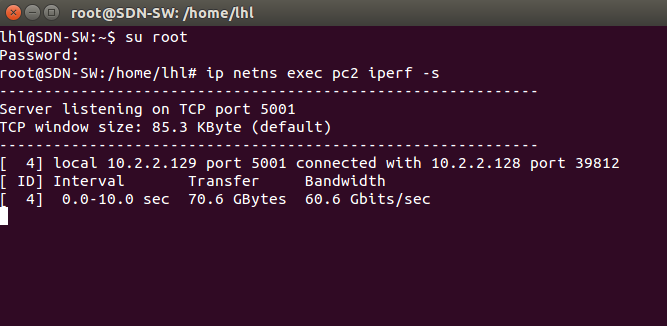 root@SDN-SW: /home/lhl
lhl@SDN-SW:~$ su root
Password:
root@SDN-SW:/home/lhl# ip netns exec pc2 iperf -s
------------------------------------------------------------
Server listening on TCP port 5001
TCP window size: 85.3 KByte (default)
------------------------------------------------------------
[  4] local 10.2.2.129 port 5001 connected with 10.2.2.128 port 39812
[ ID] Interval       Transfer     Bandwidth
[  4]  0.0-10.0 sec  70.6 GBytes  60.6 Gbits/sec